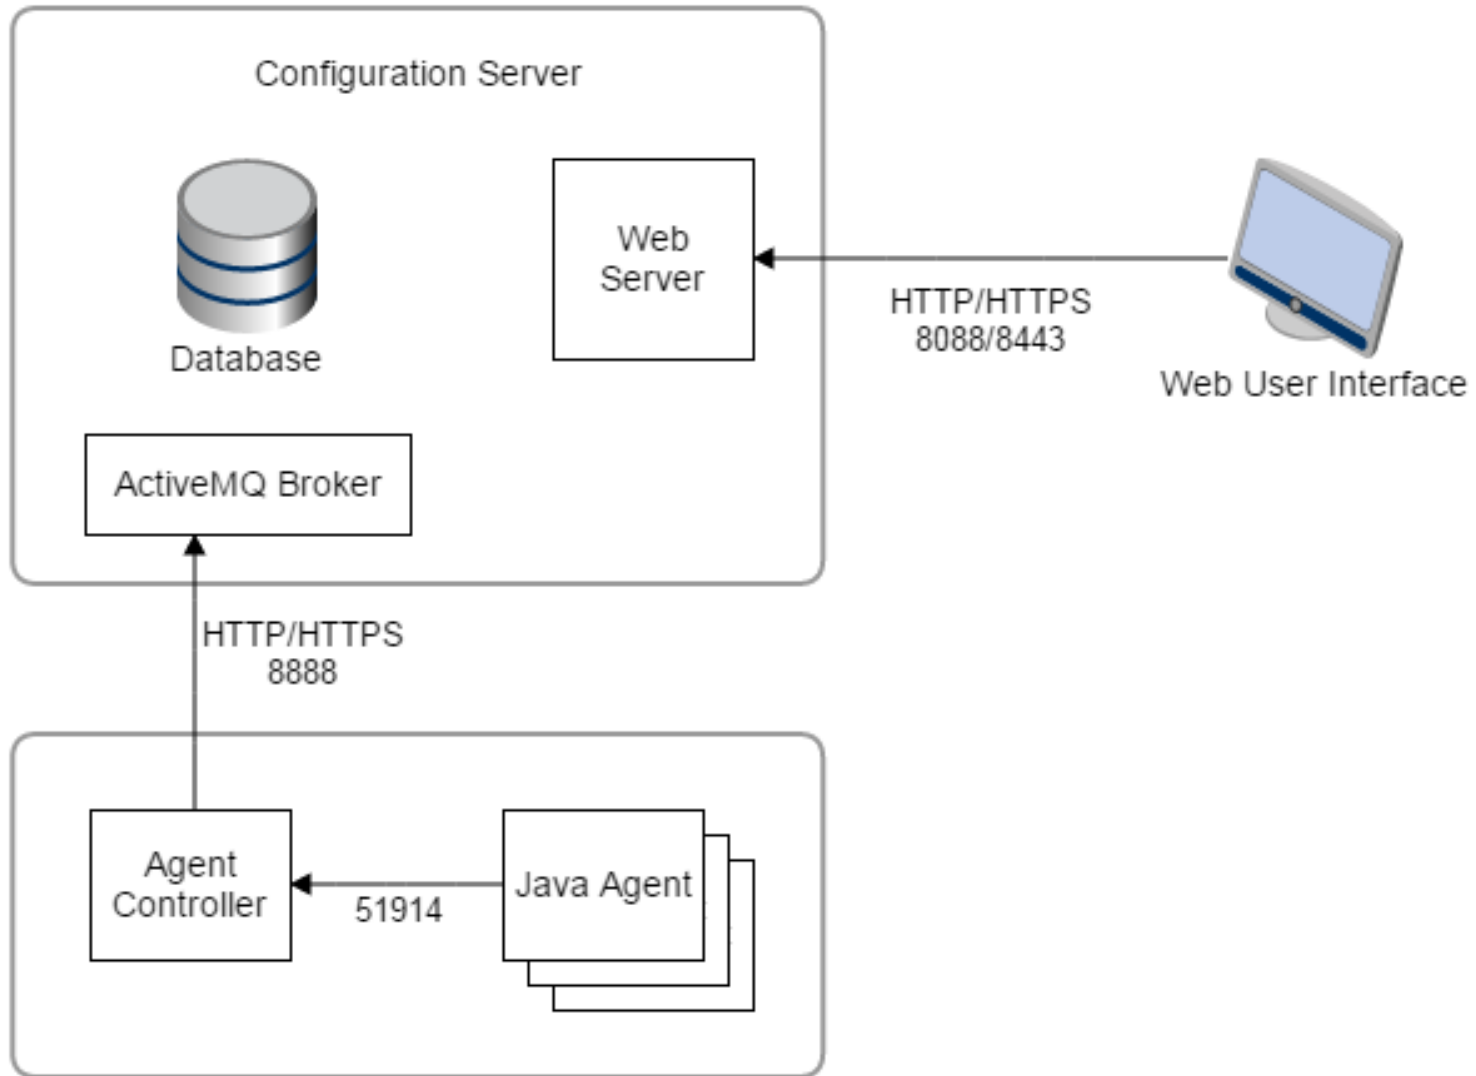 Configuration Server
Database
Web
Server
HTTP/HTTPS
8088/8443
Web User Interface
ActiveMQ Broker
HTTP/HTTPS
8888
Agent
Controller
51914
Java Agent